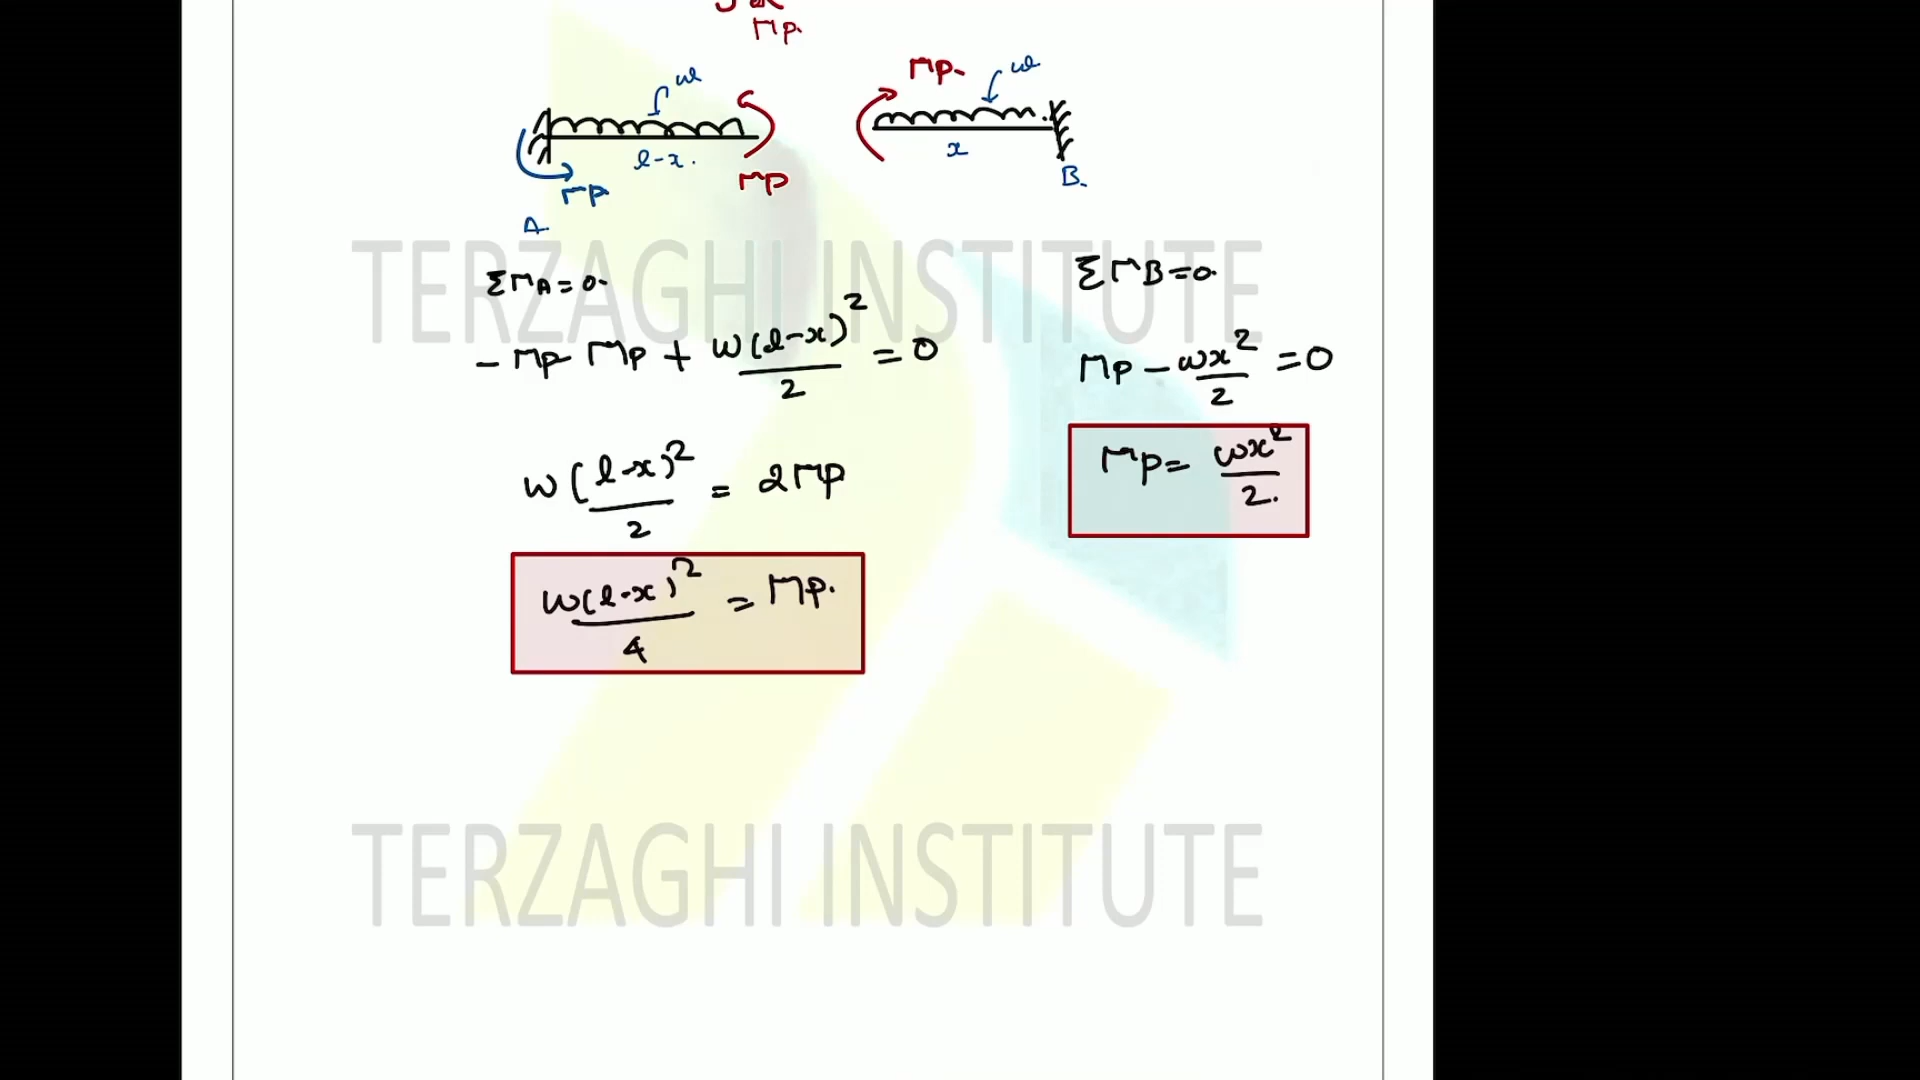 Mp.
w
l-x.
Mp
Mp
A.
Mp.
w
x
B.
ΣMA=0.
-Mp-Mp + w(l-x)²/2 = 0
w(l-x)²/2 = 2Mp
w(l-x)²/4 = Mp.
ΣMB=0.
Mp - wx²/2 = 0
Mp = wx²/2.
TERZAGHI INSTITUTE
TERZAGHI INSTITUTE